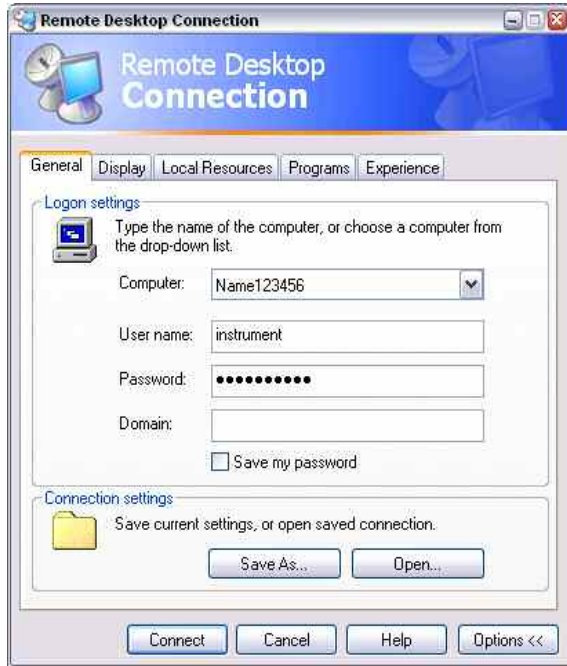 Remote Desktop Connection
Remote Desktop
Connection
General Display Local Resources Programs Experience
Logon settings
Type the name of the computer, or choose a computer from
the drop-down list.
Computer: Name123456
User name: instrument
Password: ●●●●●●●●●●
Domain:
Save my password
Connection settings
Save current settings, or open saved connection.
Save As... Open...
Connect Cancel Help Options <<